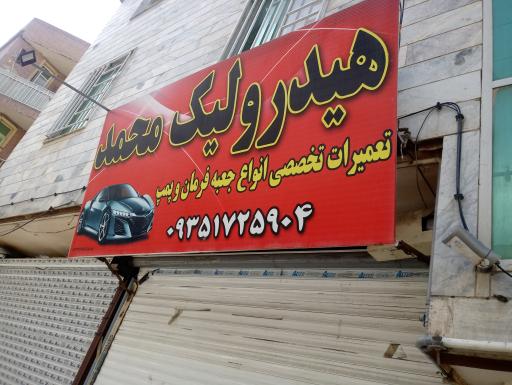 هیدرولیک محمد
تعمیرات تخصصی انواع جعبه فرمان و پمپ
۰۹۳۵۱۷۲۵۹۰۴